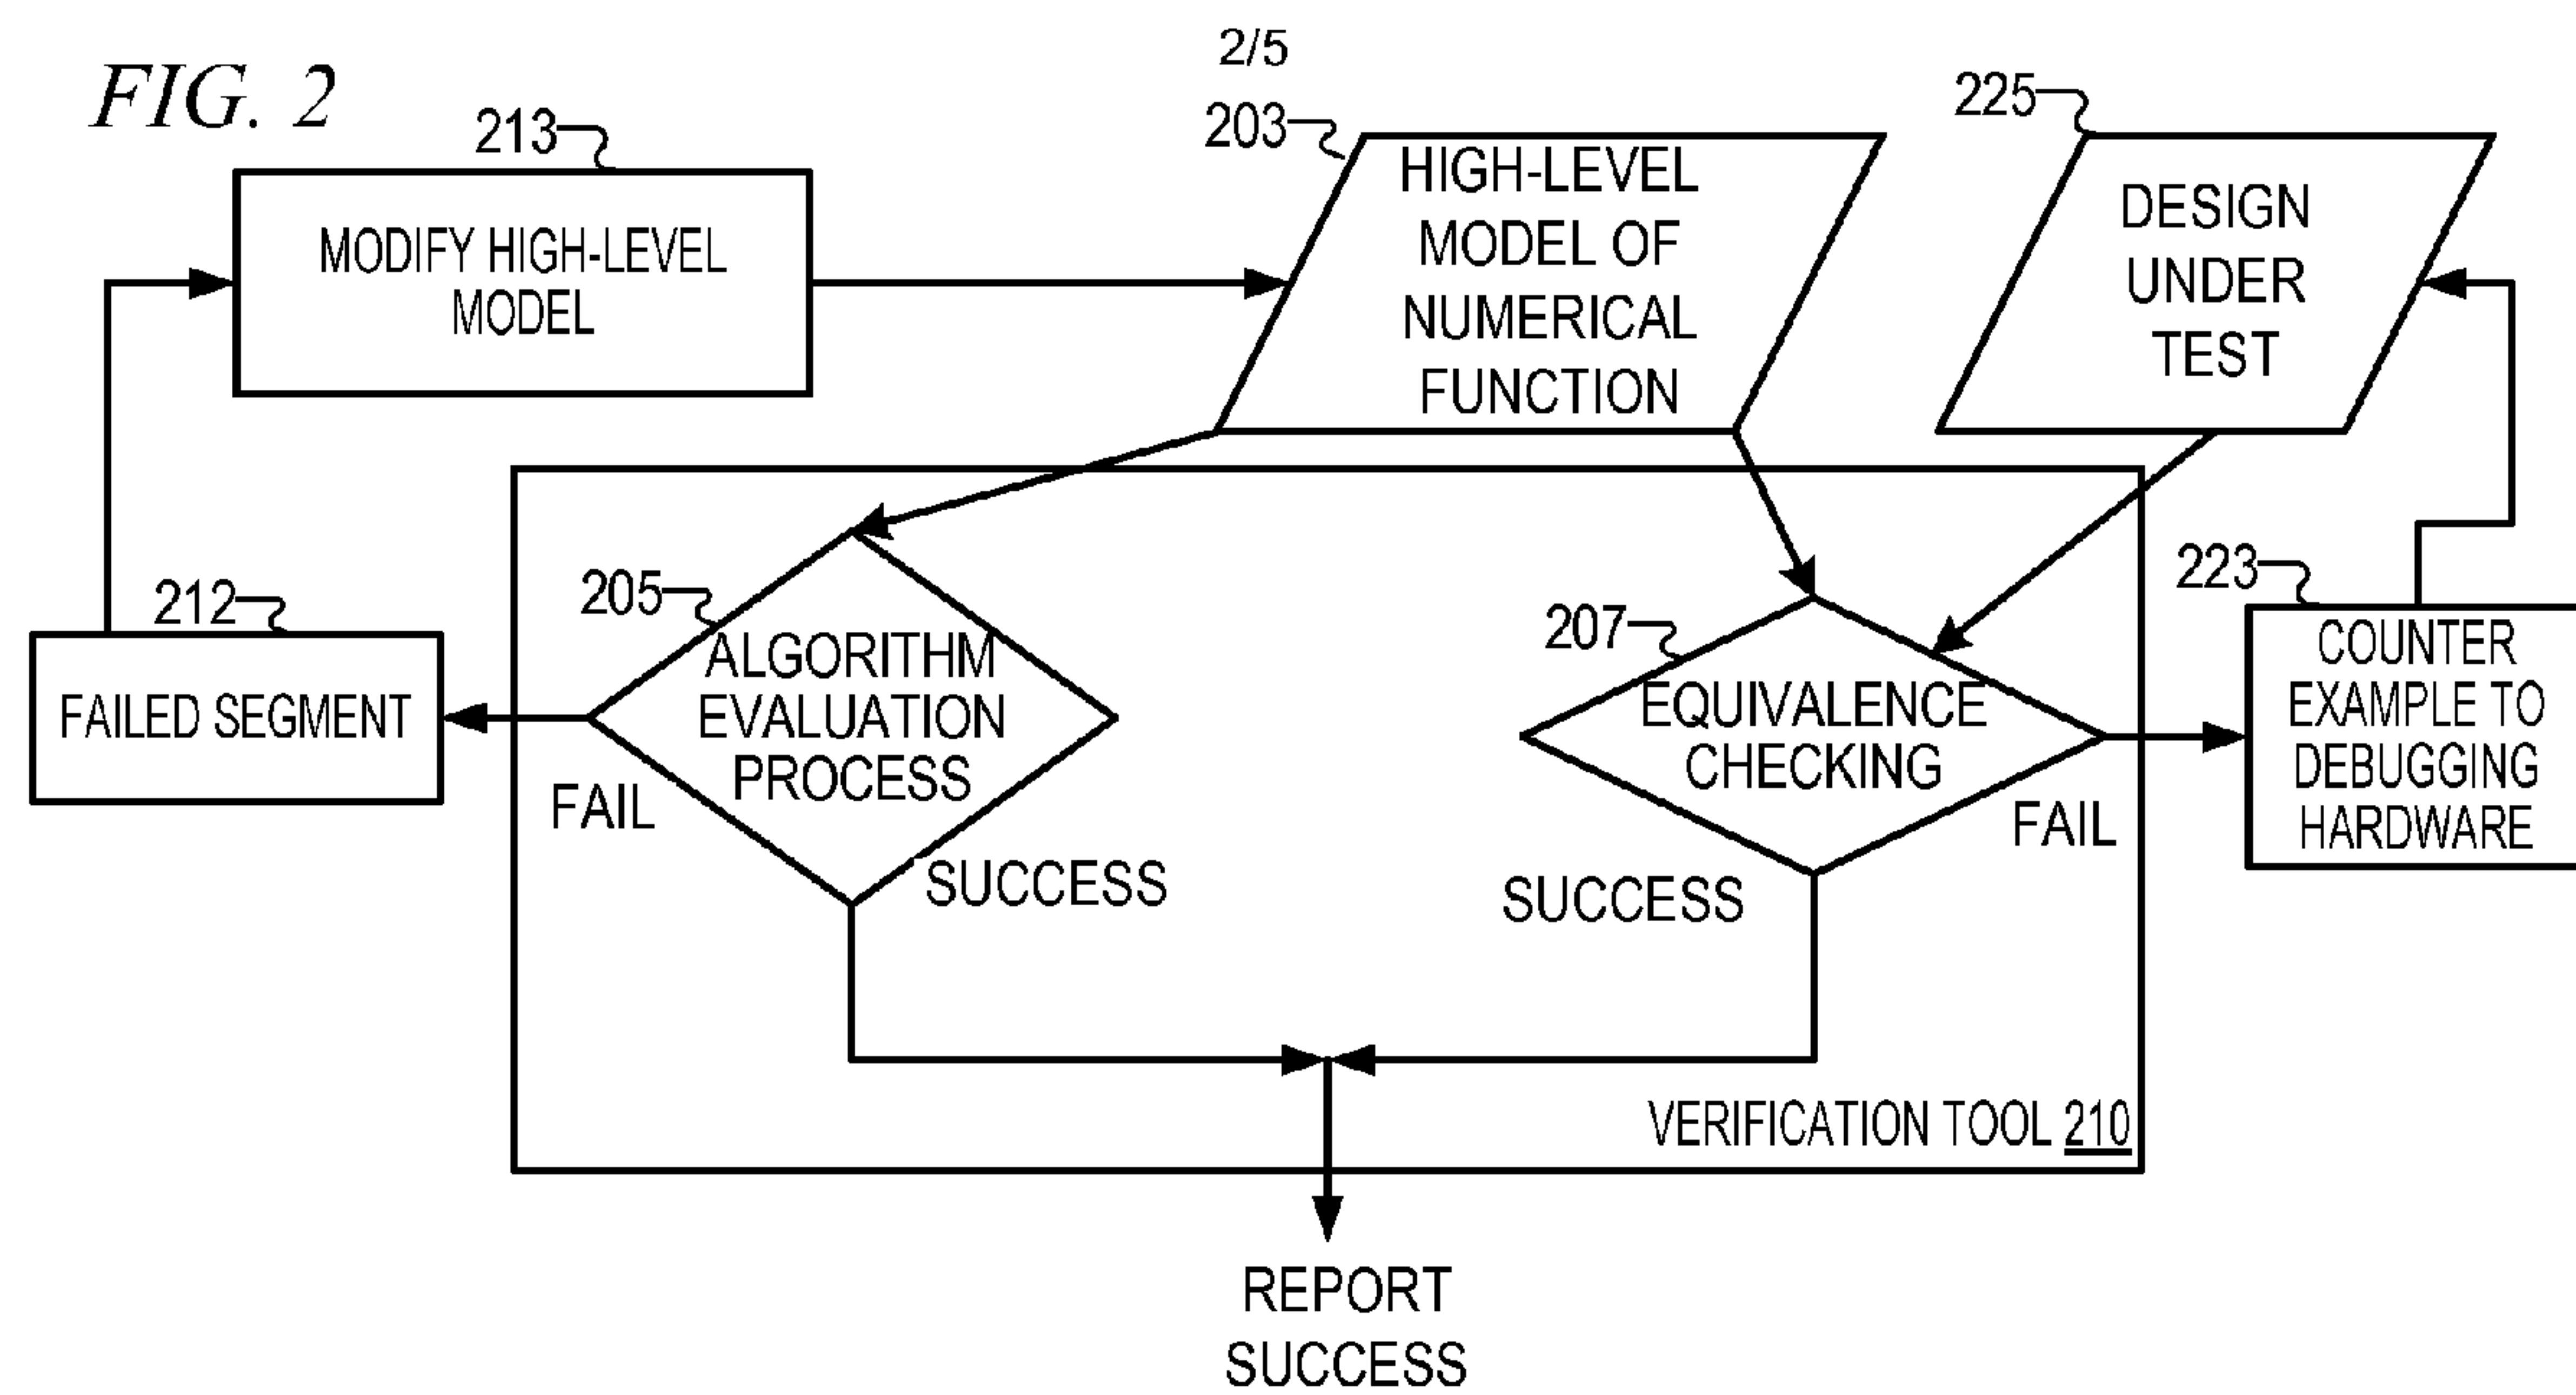 2/5
FIG. 2
213
203
225
MODIFY HIGH-LEVEL
MODEL
HIGH-LEVEL
MODEL OF
NUMERICAL
FUNCTION
DESIGN
UNDER
TEST
212
FAILED SEGMENT
205
ALGORITHM
EVALUATION
PROCESS
FAIL
SUCCESS
207
EQUIVALENCE
CHECKING
SUCCESS
FAIL
223
COUNTER
EXAMPLE TO
DEBUGGING
HARDWARE
VERIFICATION TOOL 210
REPORT
SUCCESS